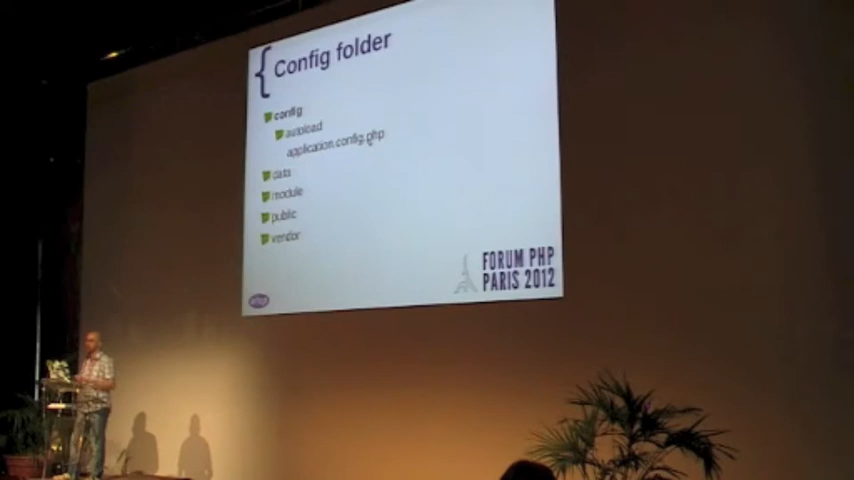 { Config folder
config
autoload
application.config.php
data
module
public
vendor
FORUM PHP
PARIS 2012